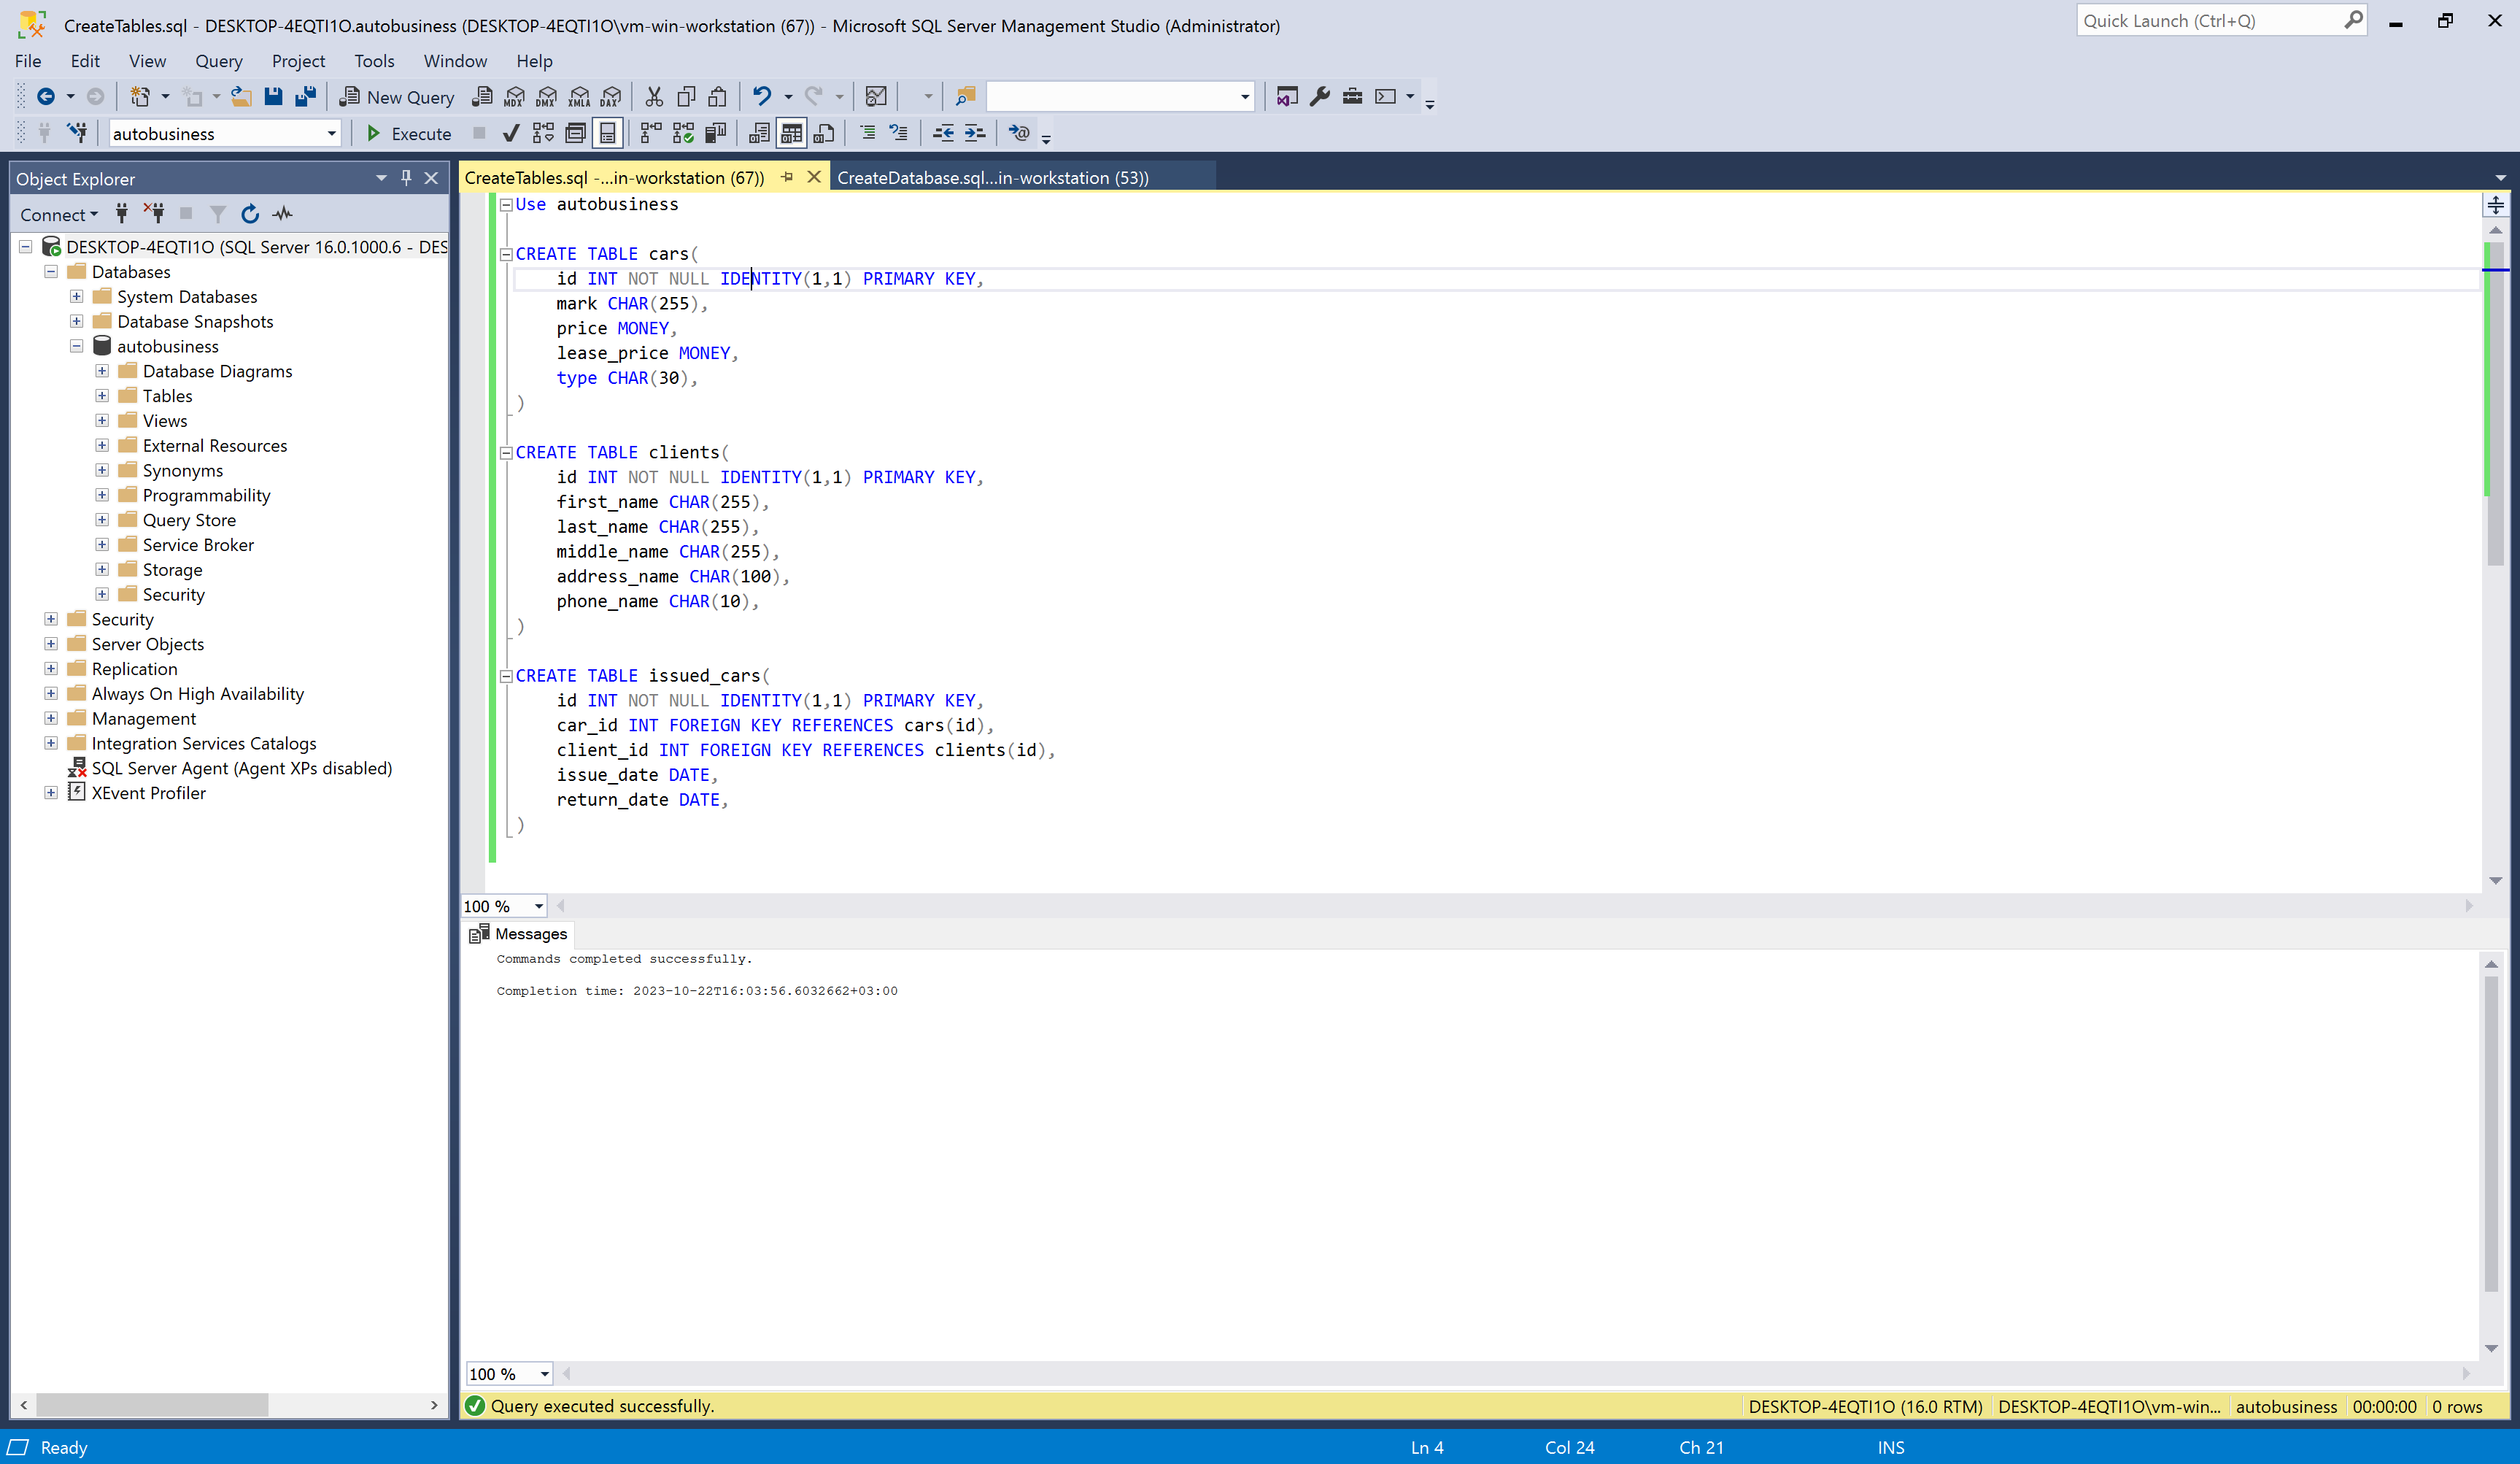 CreateTables.sql - DESKTOP-4EQTI1O.autobusiness (DESKTOP-4EQTI1O\vm-win-workstation (67)) - Microsoft SQL Server Management Studio (Administrator)
Quick Launch (Ctrl+Q)
File Edit View Query Project Tools Window Help
New Query MDX DMX XMLA DAX
autobusiness Execute
Object Explorer
Connect
DESKTOP-4EQTI1O (SQL Server 16.0.1000.6 - DES
Databases
System Databases
Database Snapshots
autobusiness
Database Diagrams
Tables
Views
External Resources
Synonyms
Programmability
Query Store
Service Broker
Storage
Security
Security
Server Objects
Replication
Always On High Availability
Management
Integration Services Catalogs
SQL Server Agent (Agent XPs disabled)
XEvent Profiler
CreateTables.sql -...in-workstation (67)) CreateDatabase.sql...in-workstation (53))
Use autobusiness
CREATE TABLE cars(
id INT NOT NULL IDENTITY(1,1) PRIMARY KEY,
mark CHAR(255),
price MONEY,
lease_price MONEY,
type CHAR(30),
)
CREATE TABLE clients(
id INT NOT NULL IDENTITY(1,1) PRIMARY KEY,
first_name CHAR(255),
last_name CHAR(255),
middle_name CHAR(255),
address_name CHAR(100),
phone_name CHAR(10),
)
CREATE TABLE issued_cars(
id INT NOT NULL IDENTITY(1,1) PRIMARY KEY,
car_id INT FOREIGN KEY REFERENCES cars(id),
client_id INT FOREIGN KEY REFERENCES clients(id),
issue_date DATE,
return_date DATE,
)
100 %
Messages
Commands completed successfully.
Completion time: 2023-10-22T16:03:56.6032662+03:00
100 %
Query executed successfully. DESKTOP-4EQTI1O (16.0 RTM) DESKTOP-4EQTI1O\vm-win... autobusiness 00:00:00 0 rows
Ready Ln 4 Col 24 Ch 21 INS